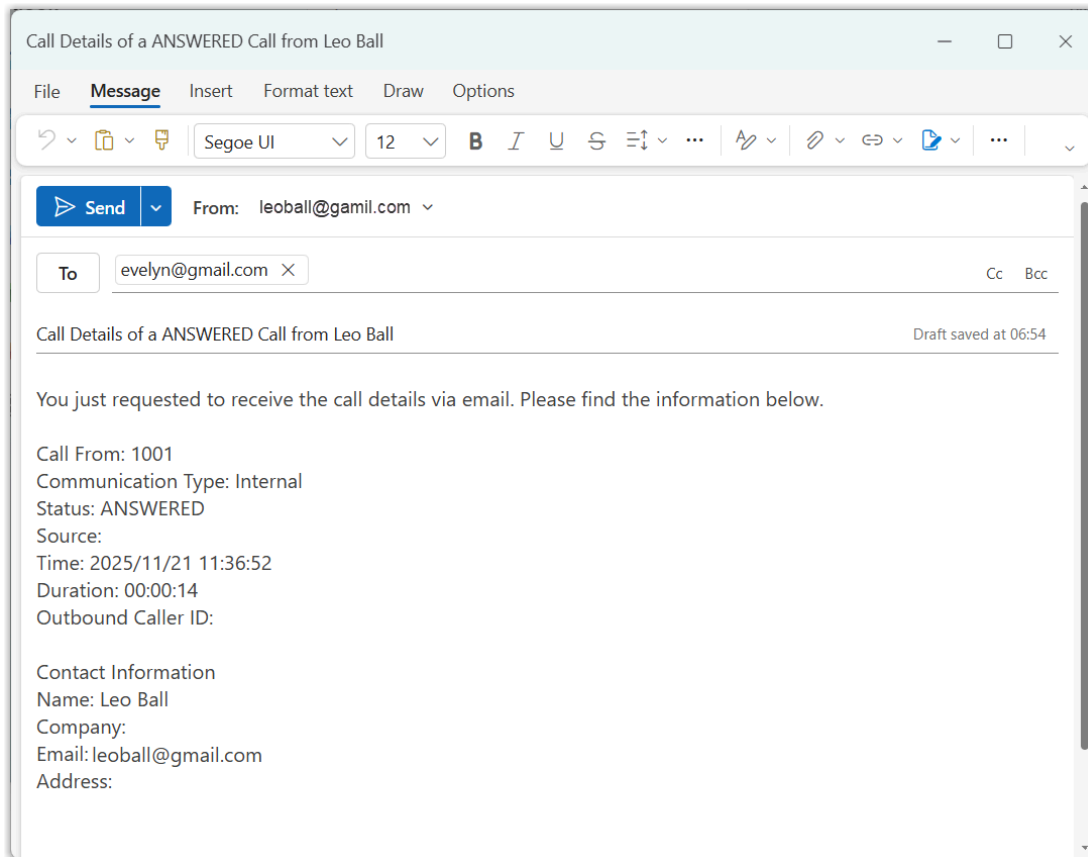 Call Details of a ANSWERED Call from Leo Ball
File Message Insert Format text Draw Options
Segoe UI 12 B I U S
Send From: leoball@gamil.com
To evelyn@gmail.com Cc Bcc
Call Details of a ANSWERED Call from Leo Ball Draft saved at 06:54
You just requested to receive the call details via email. Please find the information below.
Call From: 1001
Communication Type: Internal
Status: ANSWERED
Source:
Time: 2025/11/21 11:36:52
Duration: 00:00:14
Outbound Caller ID:
Contact Information
Name: Leo Ball
Company:
Email: leoball@gmail.com
Address: